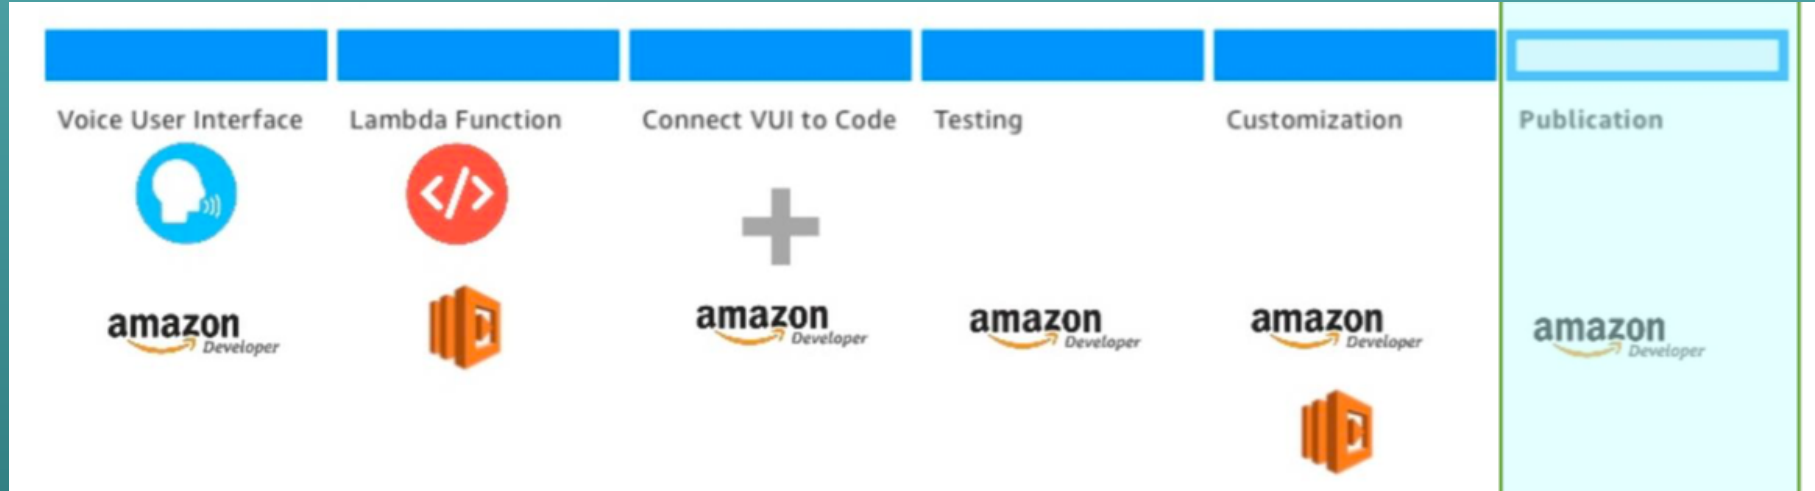 Voice User Interface
Lambda Function
Connect VUI to Code
Testing
Customization
Publication
</>
amazon
Developer
amazon
Developer
amazon
Developer
amazon
Developer
amazon
Developer